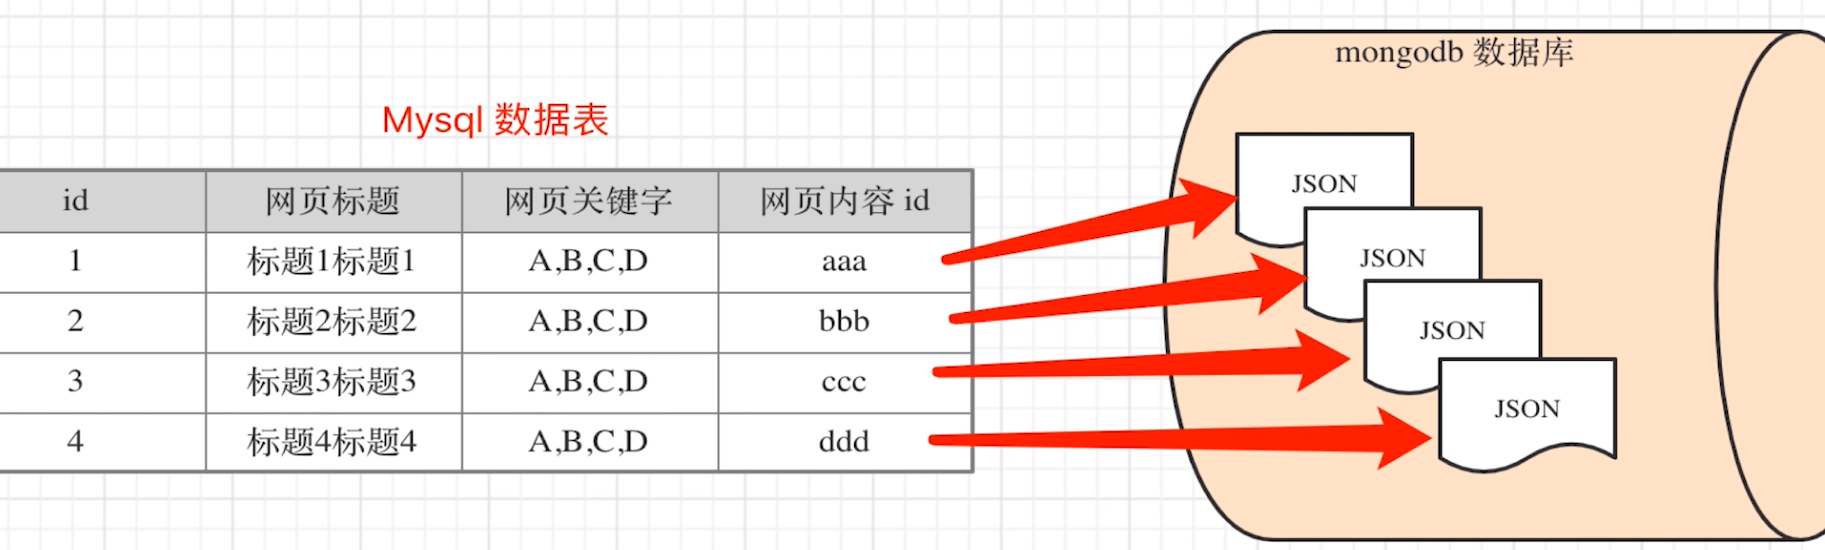 mongodb 数据库
Mysql 数据表
id 网页标题 网页关键字 网页内容 id
1 标题1标题1 A,B,C,D aaa
2 标题2标题2 A,B,C,D bbb
3 标题3标题3 A,B,C,D ccc
4 标题4标题4 A,B,C,D ddd
JSON
JSON
JSON
JSON